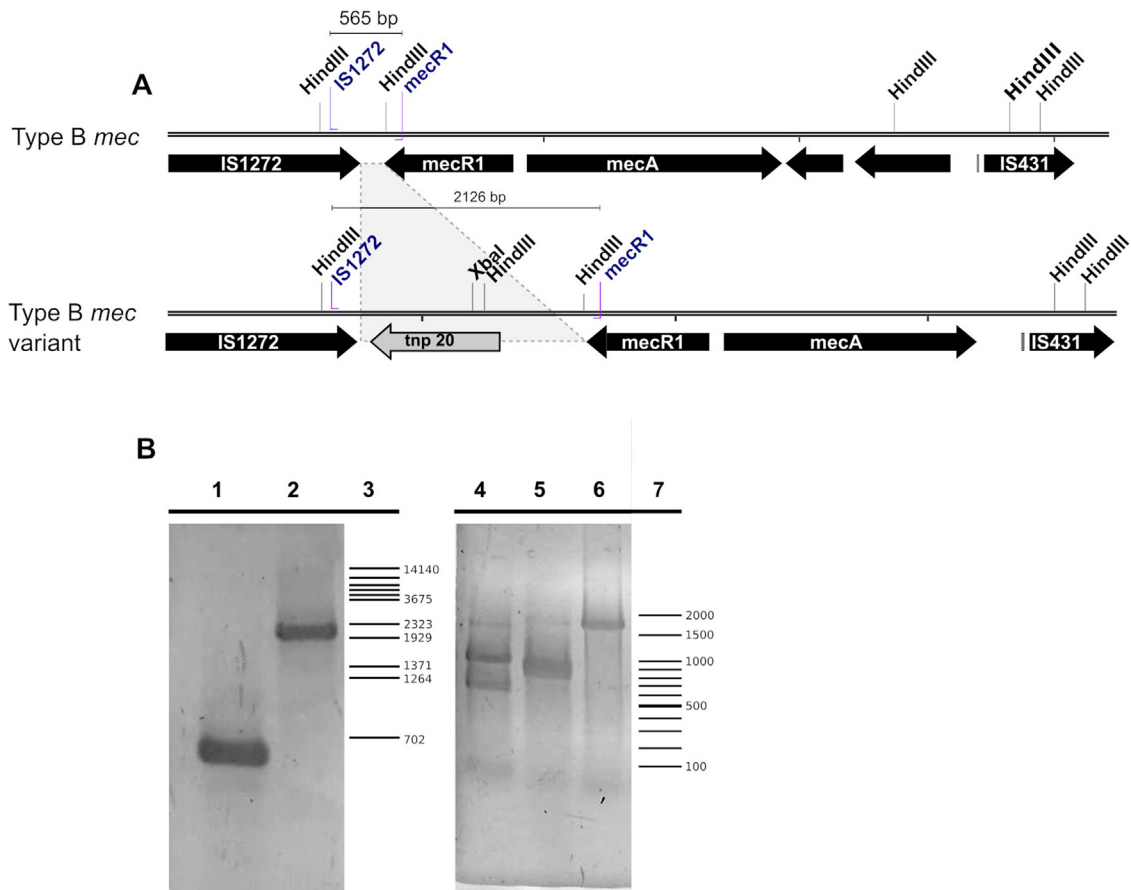 565 bp
A
HindIII
IS1272
HindIII
mecR1
HindIII
HindIII
HindIII
Type B mec
IS1272
mecR1
mecA
IS431
2126 bp
HindIII
IS1272
XbaI
HindIII
HindIII
mecR1
HindIII
HindIII
Type B mec
variant
IS1272
tnp 20
mecR1
mecA
IS431
B
1 2 3
14140
3675
2323
1929
1371
1264
702
4 5 6 7
2000
1500
1000
500
100